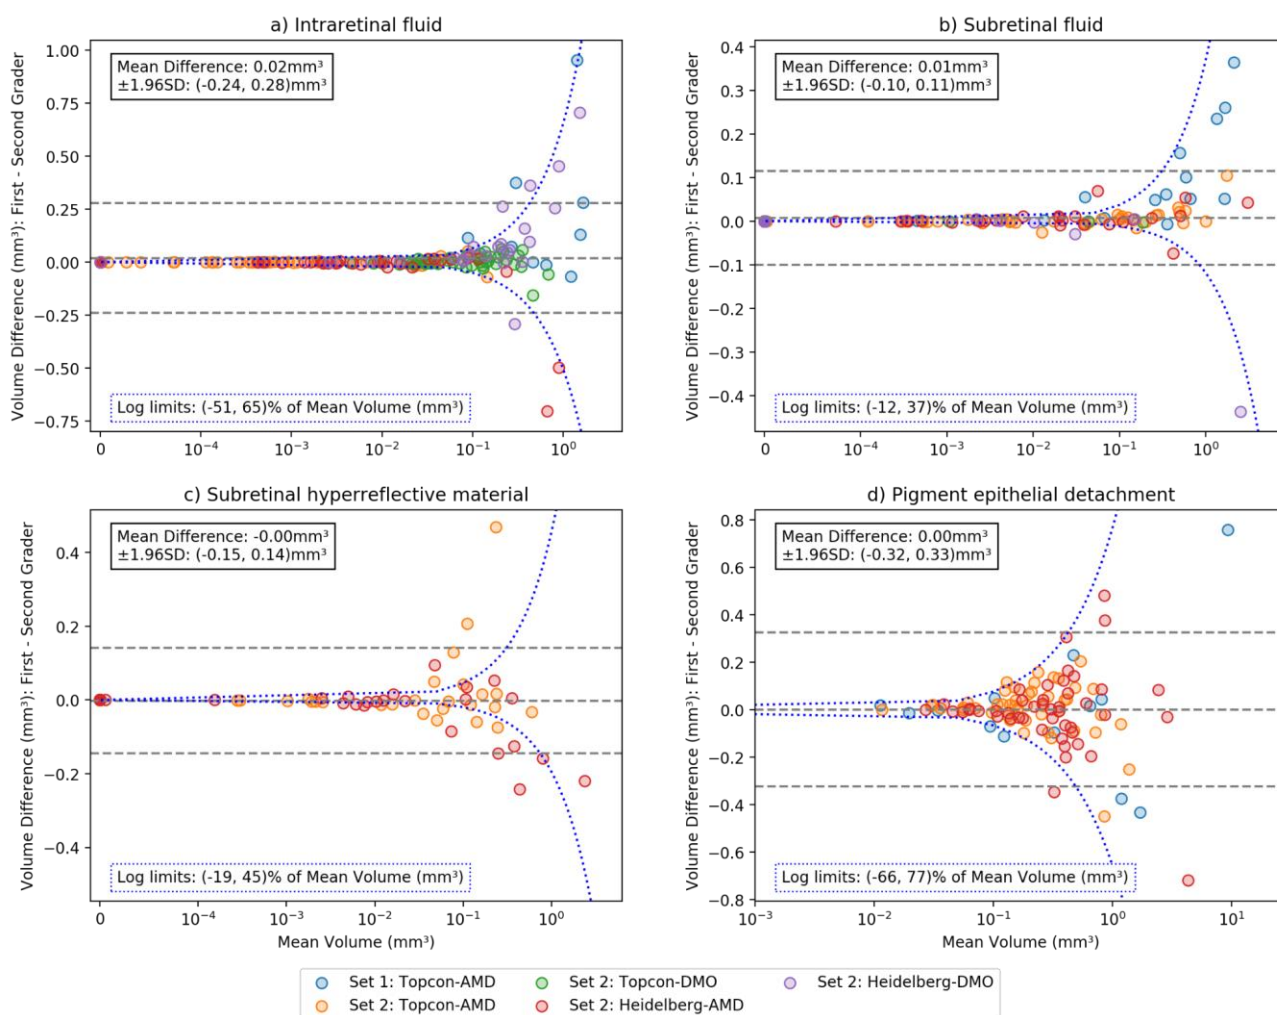 a) Intraretinal fluid
Mean Difference: 0.02mm³
±1.96SD: (-0.24, 0.28)mm³
Log limits: (-51, 65)% of Mean Volume (mm³)
Volume Difference (mm³): First - Second Grader
1.00
0.75
0.50
0.25
0.00
−0.25
−0.50
−0.75
0
10⁻⁴
10⁻³
10⁻²
10⁻¹
10⁰
b) Subretinal fluid
Mean Difference: 0.01mm³
±1.96SD: (-0.10, 0.11)mm³
Log limits: (-12, 37)% of Mean Volume (mm³)
Volume Difference (mm³): First - Second Grader
0.4
0.3
0.2
0.1
0.0
−0.1
−0.2
−0.3
−0.4
0
10⁻⁴
10⁻³
10⁻²
10⁻¹
10⁰
c) Subretinal hyperreflective material
Mean Difference: -0.00mm³
±1.96SD: (-0.15, 0.14)mm³
Log limits: (-19, 45)% of Mean Volume (mm³)
Volume Difference (mm³): First - Second Grader
0.4
0.2
0.0
−0.2
−0.4
0
10⁻⁴
10⁻³
10⁻²
10⁻¹
10⁰
Mean Volume (mm³)
d) Pigment epithelial detachment
Mean Difference: 0.00mm³
±1.96SD: (-0.32, 0.33)mm³
Log limits: (-66, 77)% of Mean Volume (mm³)
Volume Difference (mm³): First - Second Grader
0.8
0.6
0.4
0.2
0.0
−0.2
−0.4
−0.6
−0.8
10⁻³
10⁻²
10⁻¹
10⁰
10¹
Mean Volume (mm³)
Set 1: Topcon-AMD
Set 2: Topcon-AMD
Set 2: Topcon-DMO
Set 2: Heidelberg-AMD
Set 2: Heidelberg-DMO